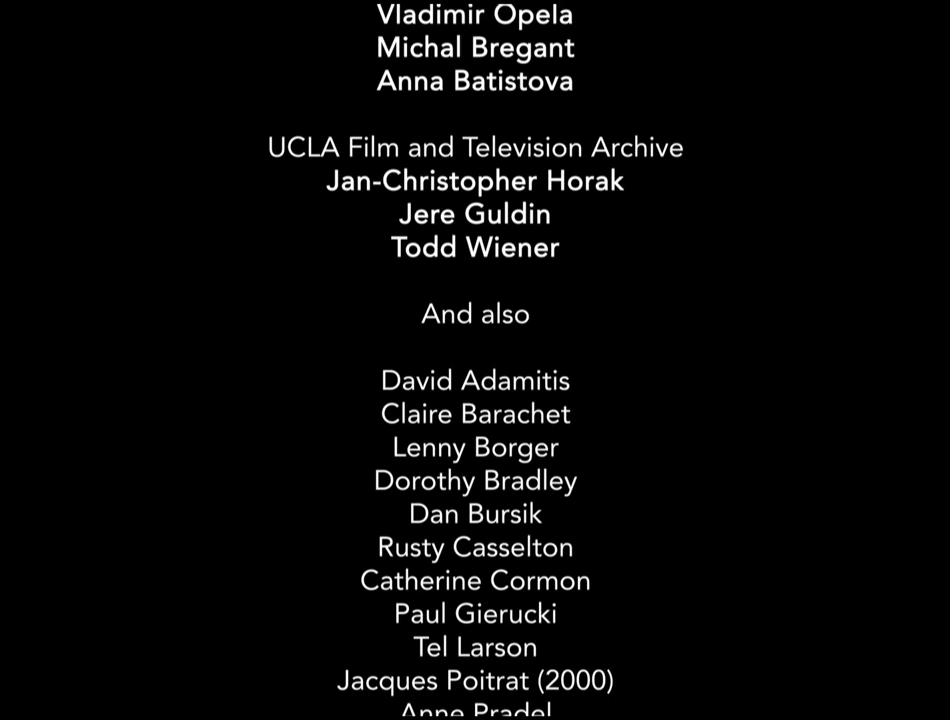 Vladimir Opela
Michal Bregant
Anna Batistova
UCLA Film and Television Archive
Jan-Christopher Horak
Jere Guldin
Todd Wiener
And also
David Adamitis
Claire Barachet
Lenny Borger
Dorothy Bradley
Dan Bursik
Rusty Casselton
Catherine Cormon
Paul Gierucki
Tel Larson
Jacques Poitrat (2000)
Anne Pradel